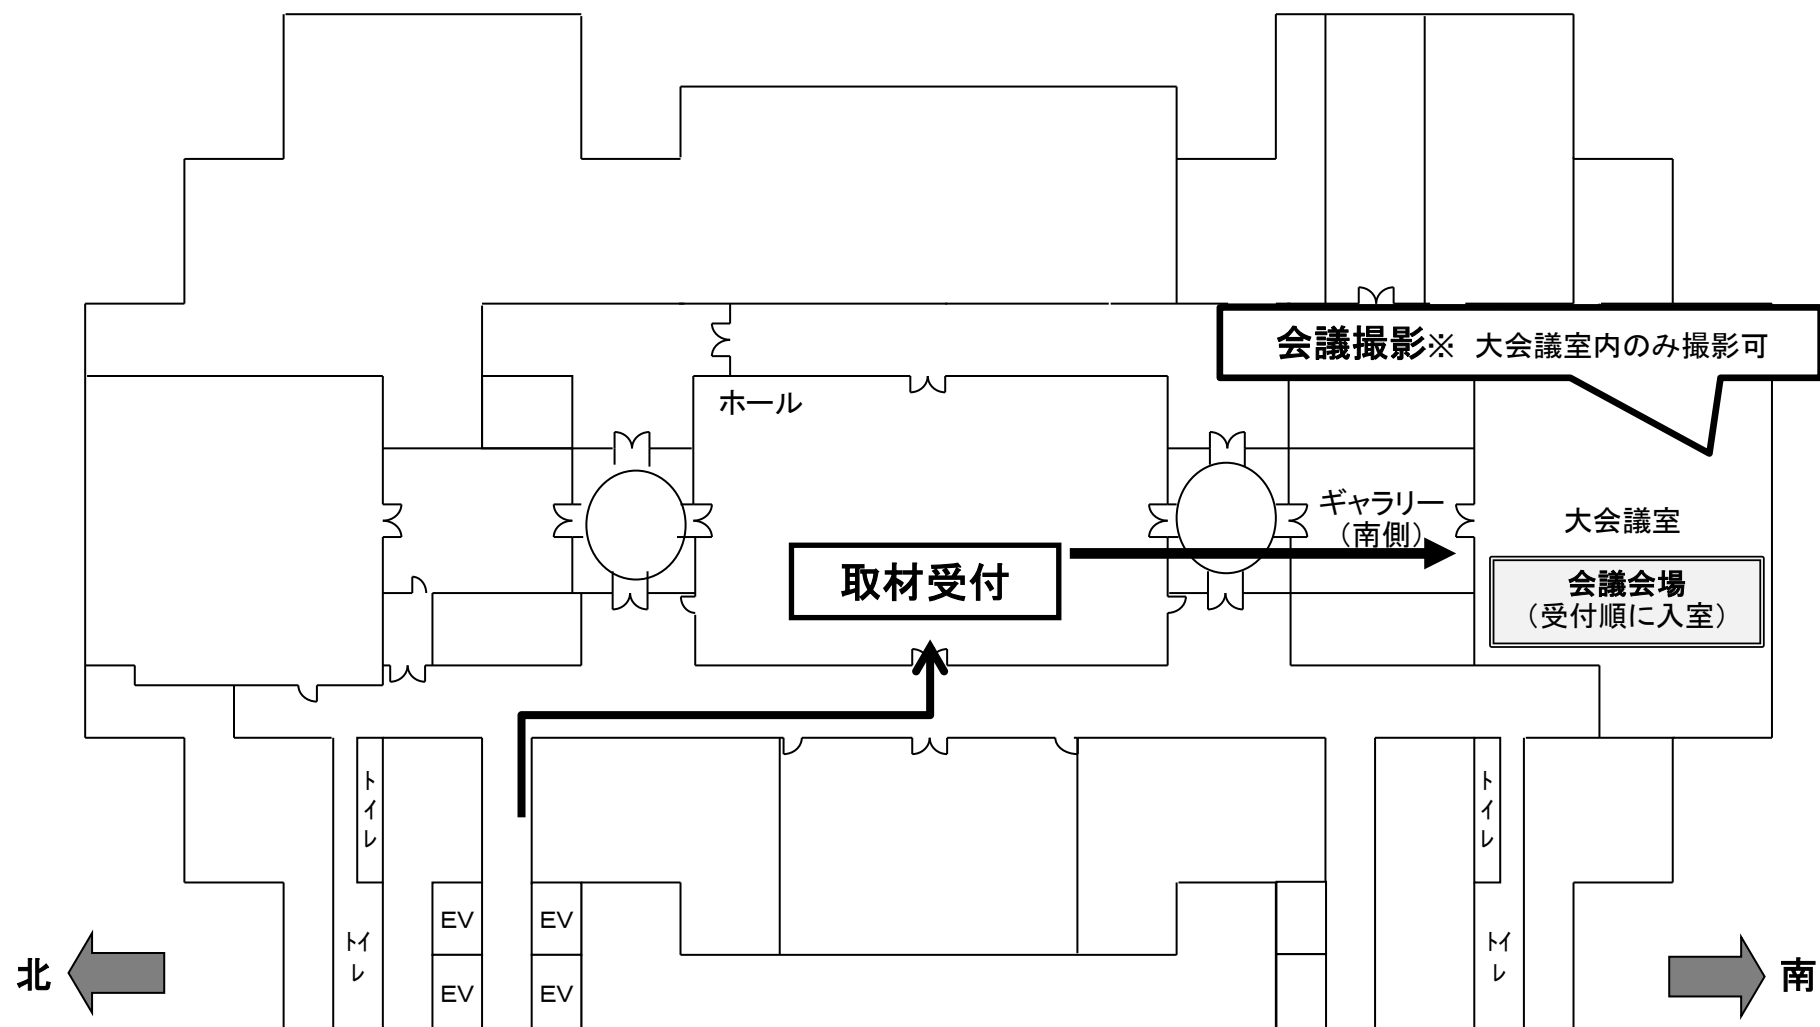 会議撮影※ 大会議室内のみ撮影可
ホール
ギャラリー
（南側）
大会議室
取材受付
会議会場
（受付順に入室）
トイレ
トイレ
EV
EV
トイ
レ
トイ
レ
北
南
EV
EV